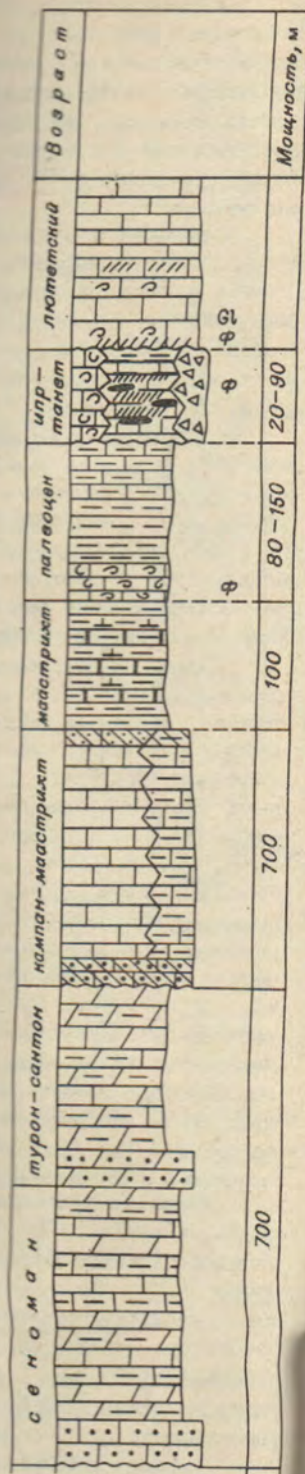 Возраст
Мощность, м
лютетский
ипр-
танет
20-90
палеоцен
80-150
маастрихт
100
кампан-маастрихт
700
турон-сантон
сеноман
700